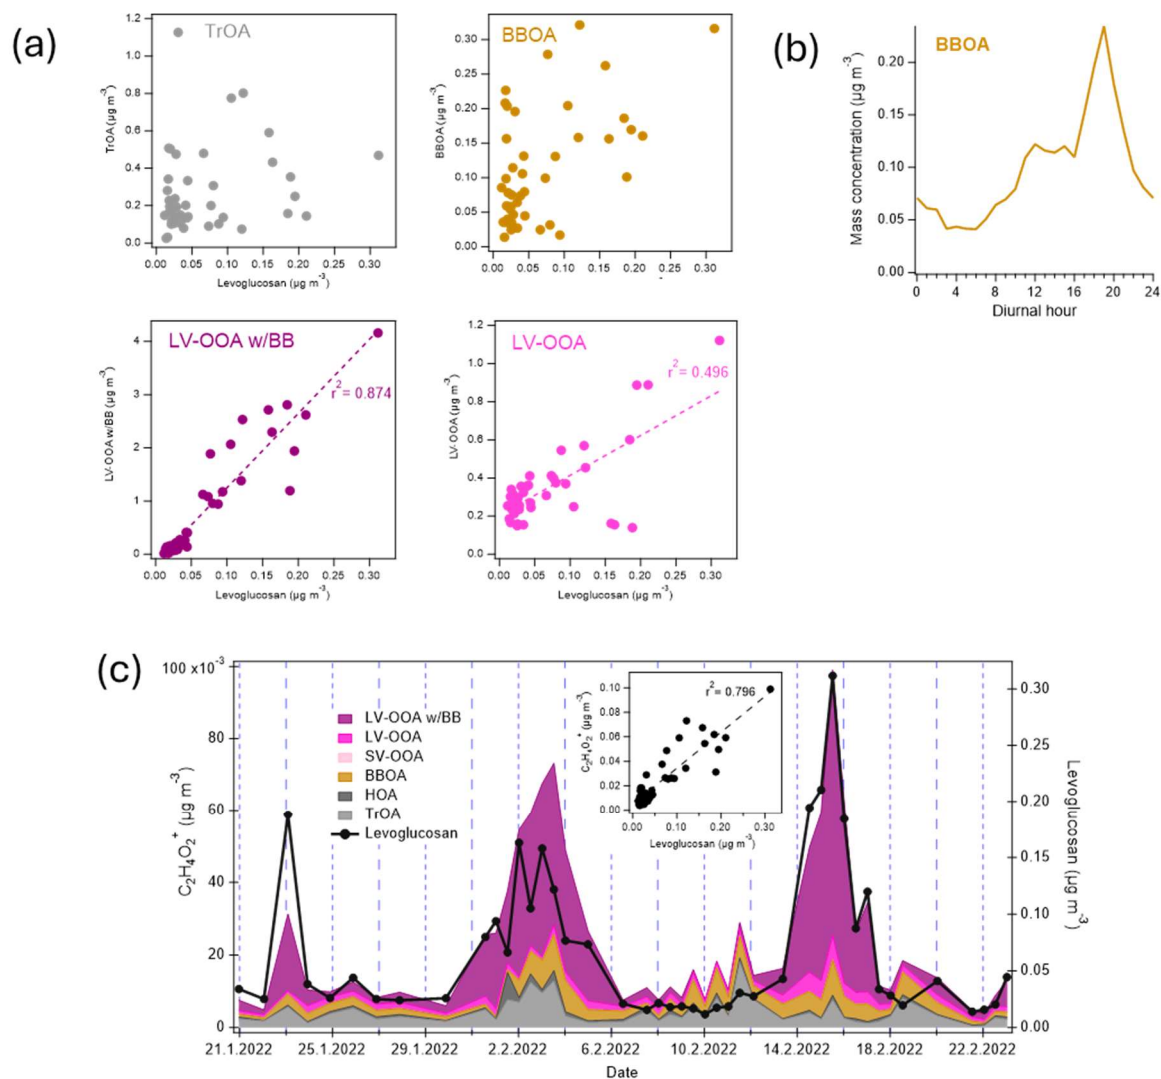 (a)
TrOA
1.2
1.0
0.8
0.6
0.4
0.2
0.0
TrOA (µg m⁻³)
0.00 0.05 0.10 0.15 0.20 0.25 0.30
Levoglucosan (µg m⁻³)
BBOA
0.30
0.25
0.20
0.15
0.10
0.05
0.00
BBOA (µg m⁻³)
0.00 0.05 0.10 0.15 0.20 0.25 0.30
(b)
BBOA
0.20
0.15
0.10
0.05
0.00
Mass concentration (µg m⁻³)
0 4 8 12 16 20 24
Diurnal hour
LV-OOA w/BB
r² = 0.874
4
3
2
1
0
LV-OOA w/BB (µg m⁻³)
0.00 0.05 0.10 0.15 0.20 0.25 0.30
Levoglucosan (µg m⁻³)
LV-OOA
r² = 0.496
1.2
1.0
0.8
0.6
0.4
0.2
0.0
LV-OOA (µg m⁻³)
0.00 0.05 0.10 0.15 0.20 0.25 0.30
Levoglucosan (µg m⁻³)
(c)
100 x10⁻³
80
60
40
20
0
C₂H₄O₂⁺ (µg m⁻³)
LV-OOA w/BB
LV-OOA
SV-OOA
BBOA
HOA
TrOA
Levoglucosan
r² = 0.796
0.10
0.08
0.06
0.04
0.02
0.00
C₂H₄O₂⁺ (µg m⁻³)
0.00 0.10 0.20 0.30
Levoglucosan (µg m⁻³)
0.30
0.25
0.20
0.15
0.10
0.05
0.00
Levoglucosan (µg m⁻³)
21.1.2022 25.1.2022 29.1.2022 2.2.2022 6.2.2022 10.2.2022 14.2.2022 18.2.2022 22.2.2022
Date